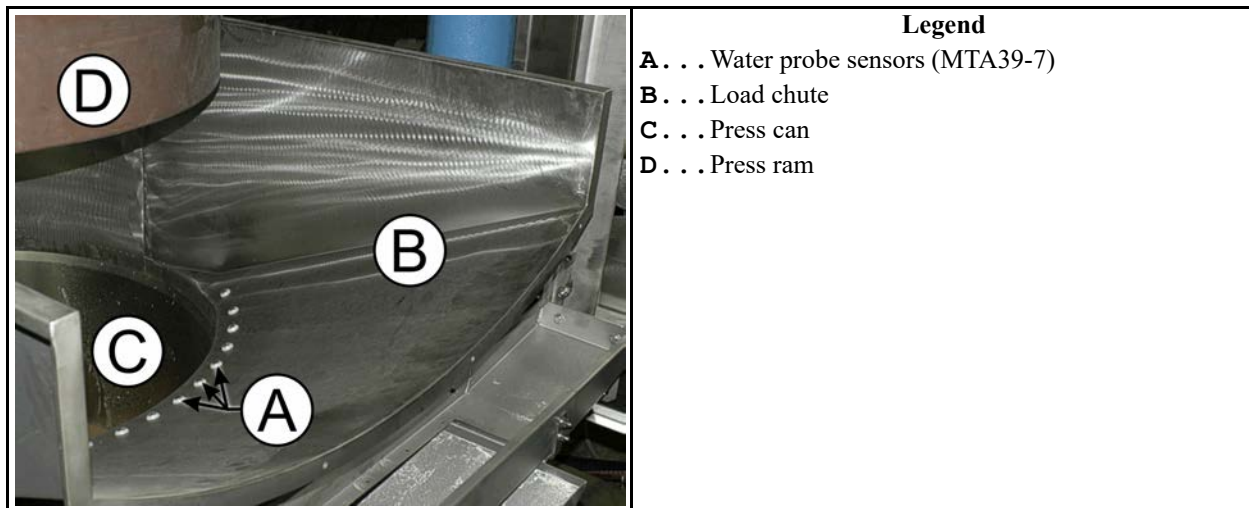 D
B
C
A
Legend
A...Water probe sensors (MTA39-7)
B...Load chute
C...Press can
D...Press ram